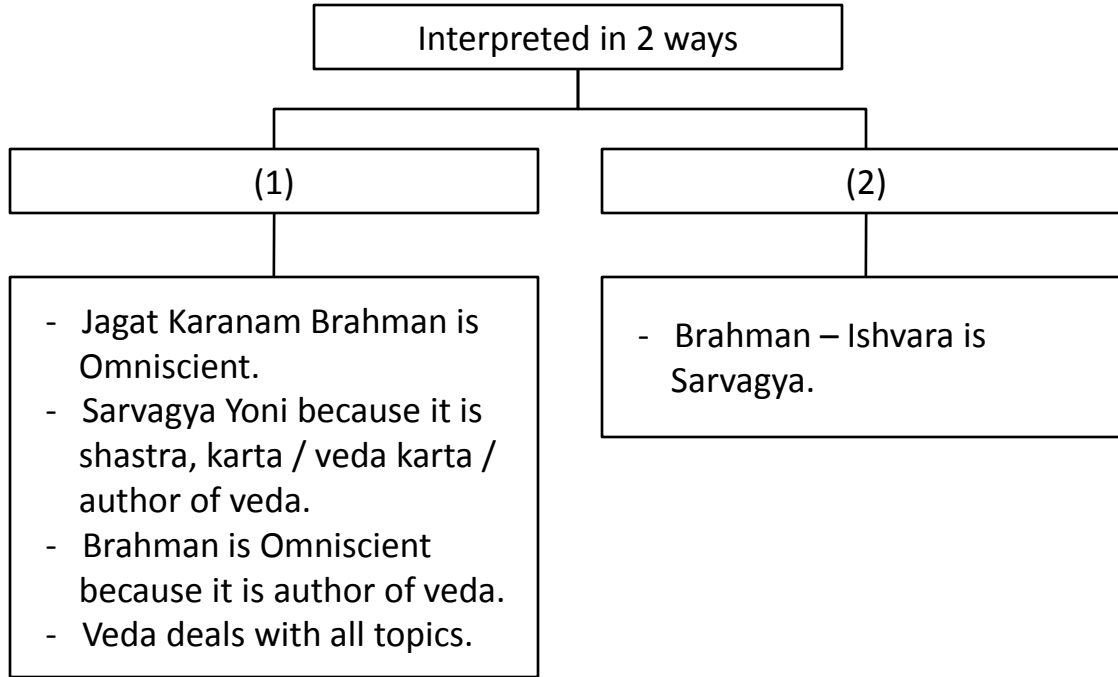 Interpreted in 2 ways
(1)
- Jagat Karanam Brahman is
Omniscient.
- Sarvagya Yoni because it is
shastra, karta / veda karta /
author of veda.
- Brahman is Omniscient
because it is author of veda.
- Veda deals with all topics.
(2)
- Brahman – Ishvara is
Sarvagya.